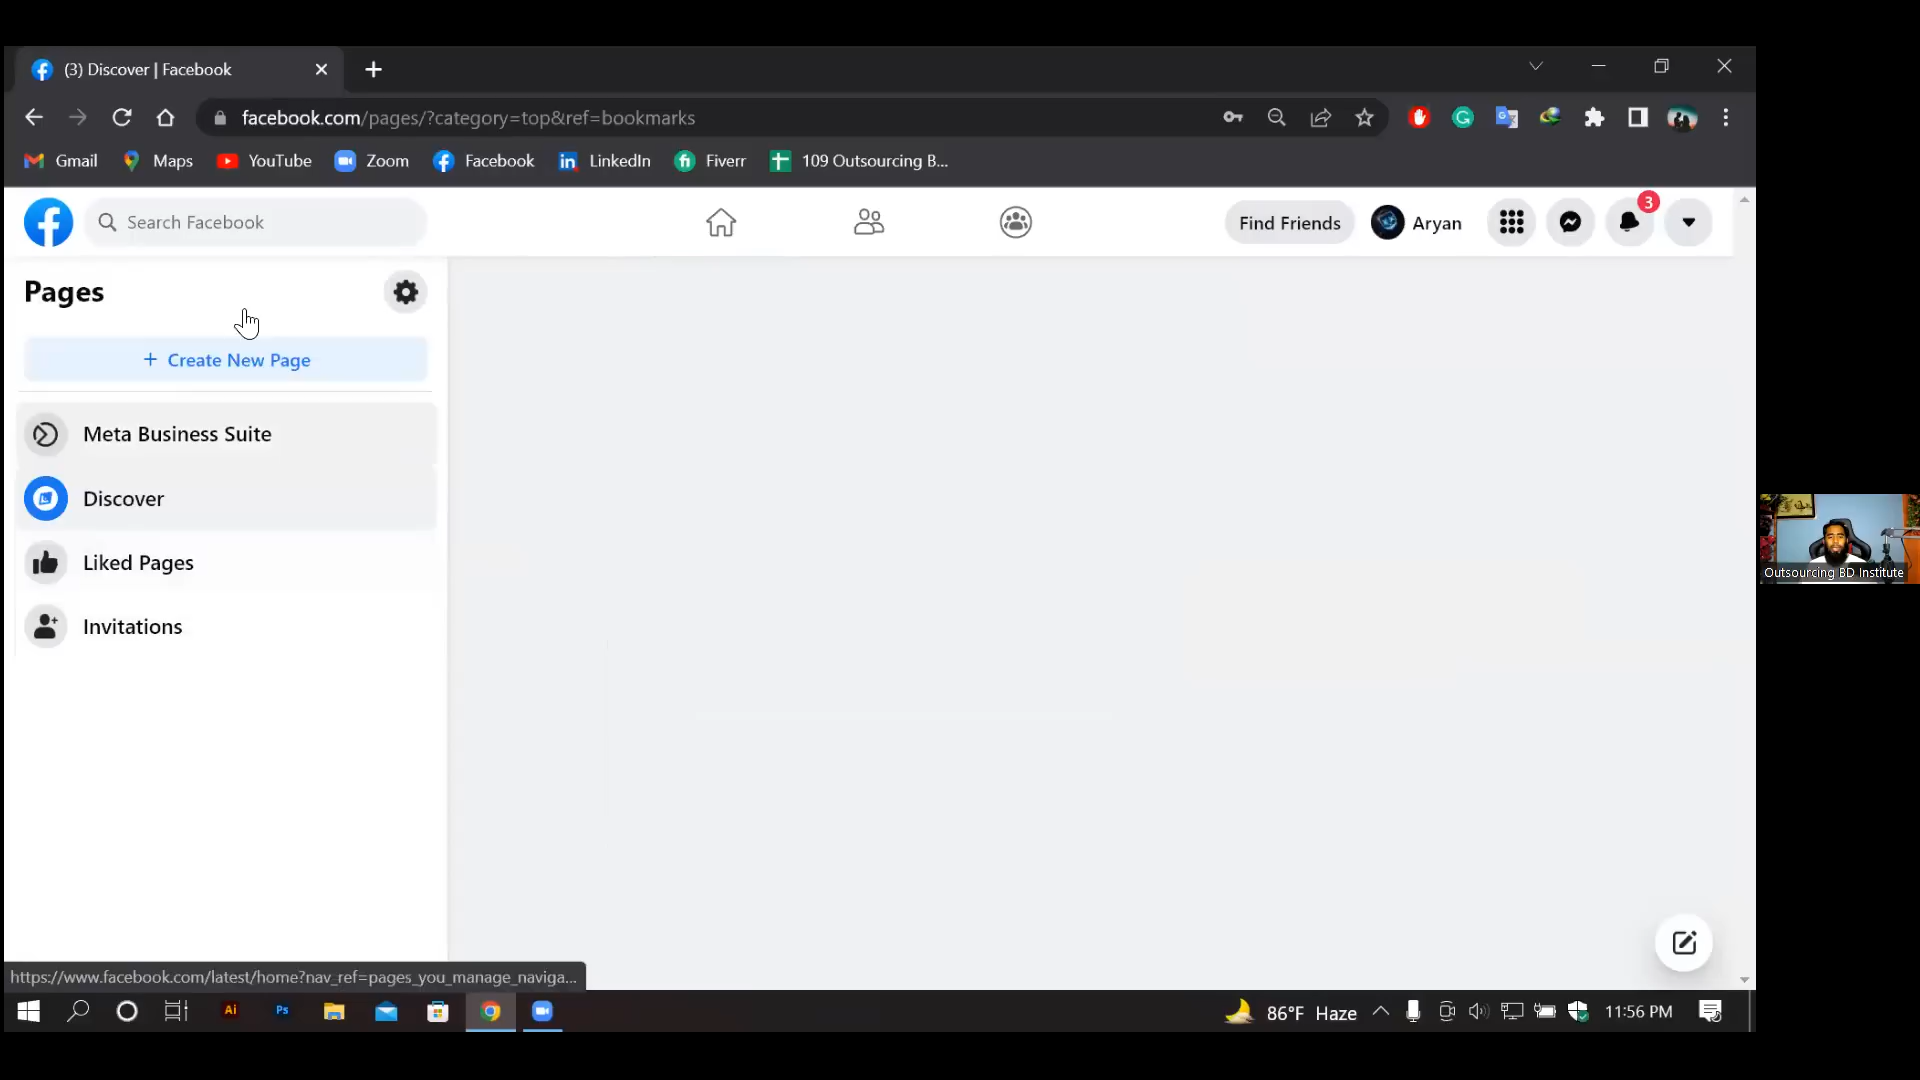 (3) Discover | Facebook
facebook.com/pages/?category=top&ref=bookmarks
Gmail Maps YouTube Zoom Facebook LinkedIn Fiverr 109 Outsourcing B...
Search Facebook
Find Friends
Aryan
3
Pages
+ Create New Page
Meta Business Suite
Discover
Liked Pages
Invitations
Outsourcing BD Institute
https://www.facebook.com/latest/home?nav_ref=pages_you_manage_naviga...
Ai
Ps
86°F Haze
11:56 PM